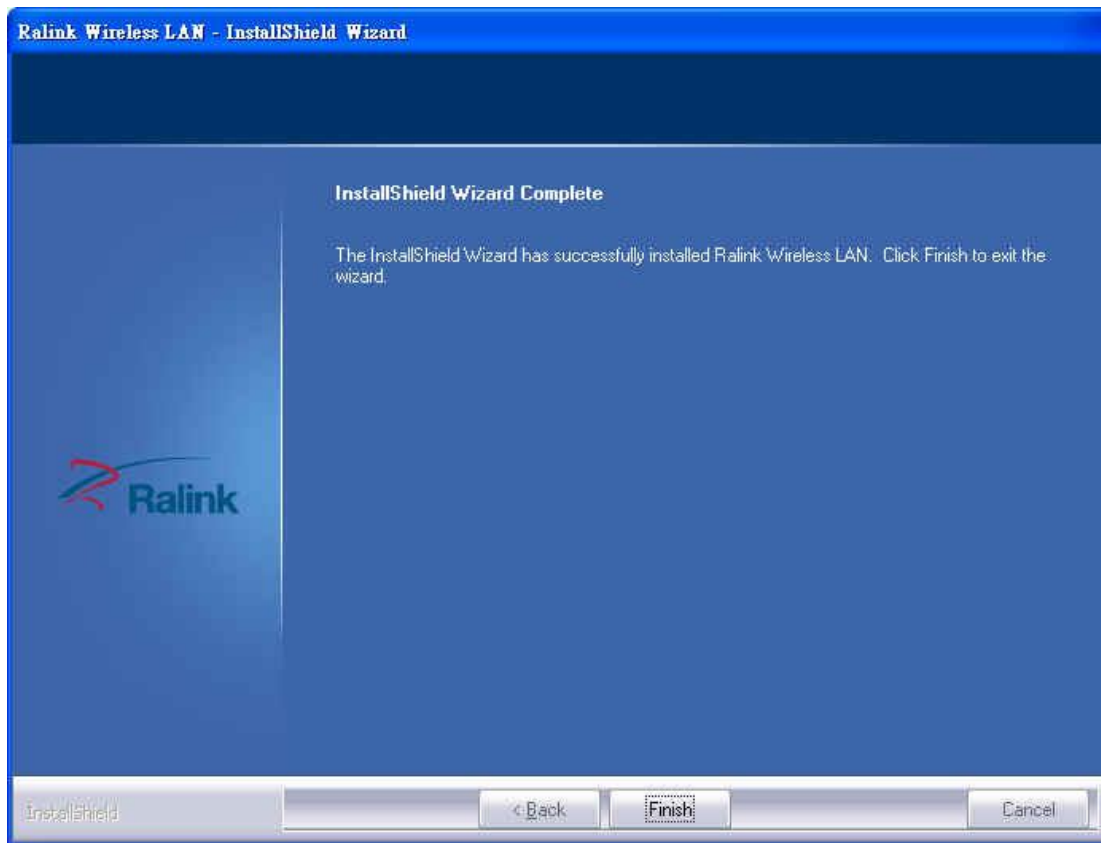 Ralink Wireless LAN - InstallShield Wizard
InstallShield Wizard Complete
The InstallShield Wizard has successfully installed Ralink Wireless LAN. Click Finish to exit the
wizard.
Ralink
InstallShield
< Back
Finish
Cancel